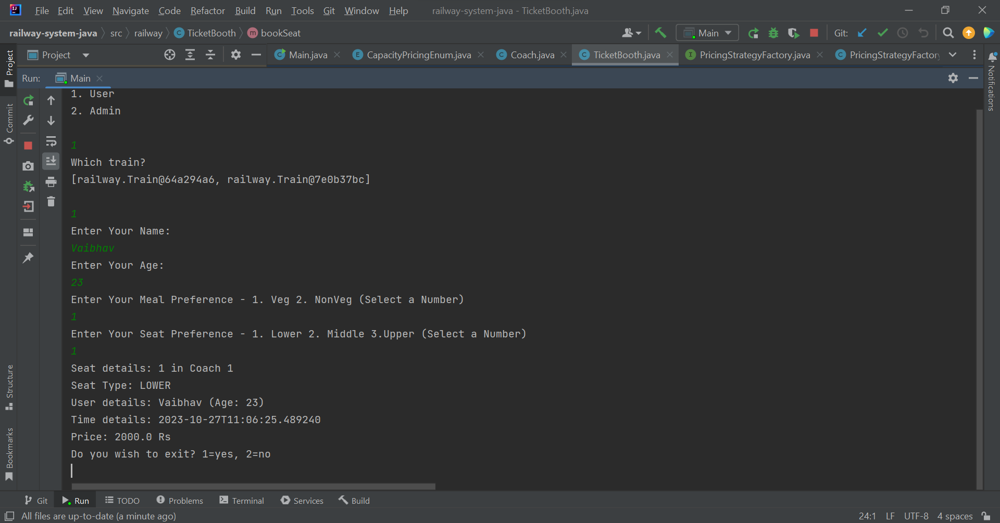 File Edit View Navigate Code Refactor Build Run Tools Git Window Help railway-system-java - TicketBooth.java
railway-system-java src railway TicketBooth bookSeat Main Git:
Project Main.java CapacityPricingEnum.java Coach.java TicketBooth.java PricingStrategyFactory.java PricingStrategyFactory
Run: Main
Project
Commit
Structure
Bookmarks
Notifications
1. User
2. Admin
1
Which train?
[railway.Train@64a294a6, railway.Train@7e0b37bc]
1
Enter Your Name:
Vaibhav
Enter Your Age:
23
Enter Your Meal Preference - 1. Veg 2. NonVeg (Select a Number)
1
Enter Your Seat Preference - 1. Lower 2. Middle 3.Upper (Select a Number)
1
Seat details: 1 in Coach 1
Seat Type: LOWER
User details: Vaibhav (Age: 23)
Time details: 2023-10-27T11:06:25.489240
Price: 2000.0 Rs
Do you wish to exit? 1=yes, 2=no
Git Run TODO Problems Terminal Services Build
All files are up-to-date (a minute ago) 24:1 LF UTF-8 4 spaces